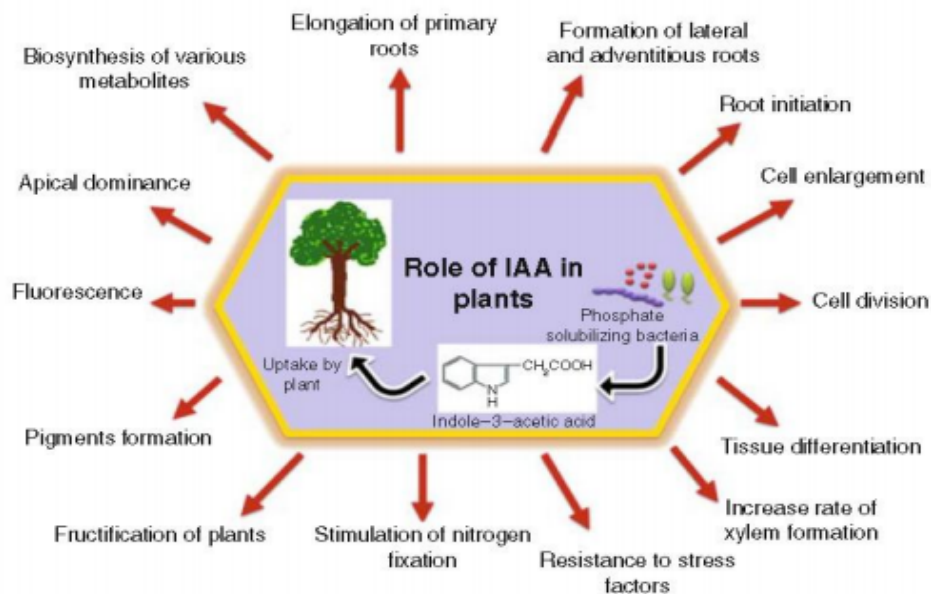 Elongation of primary
roots
Formation of lateral
and adventitious roots
Biosynthesis of various
metabolites
Root initiation
Apical dominance
Cell enlargement
Fluorescence
Cell division
Role of IAA in
plants
Phosphate
solubilizing bacteria
Uptake by
plant
CH2COOH
N
H
Indole-3-acetic acid
Pigments formation
Tissue differentiation
Fructification of plants
Stimulation of nitrogen
fixation
Resistance to stress
factors
Increase rate of
xylem formation